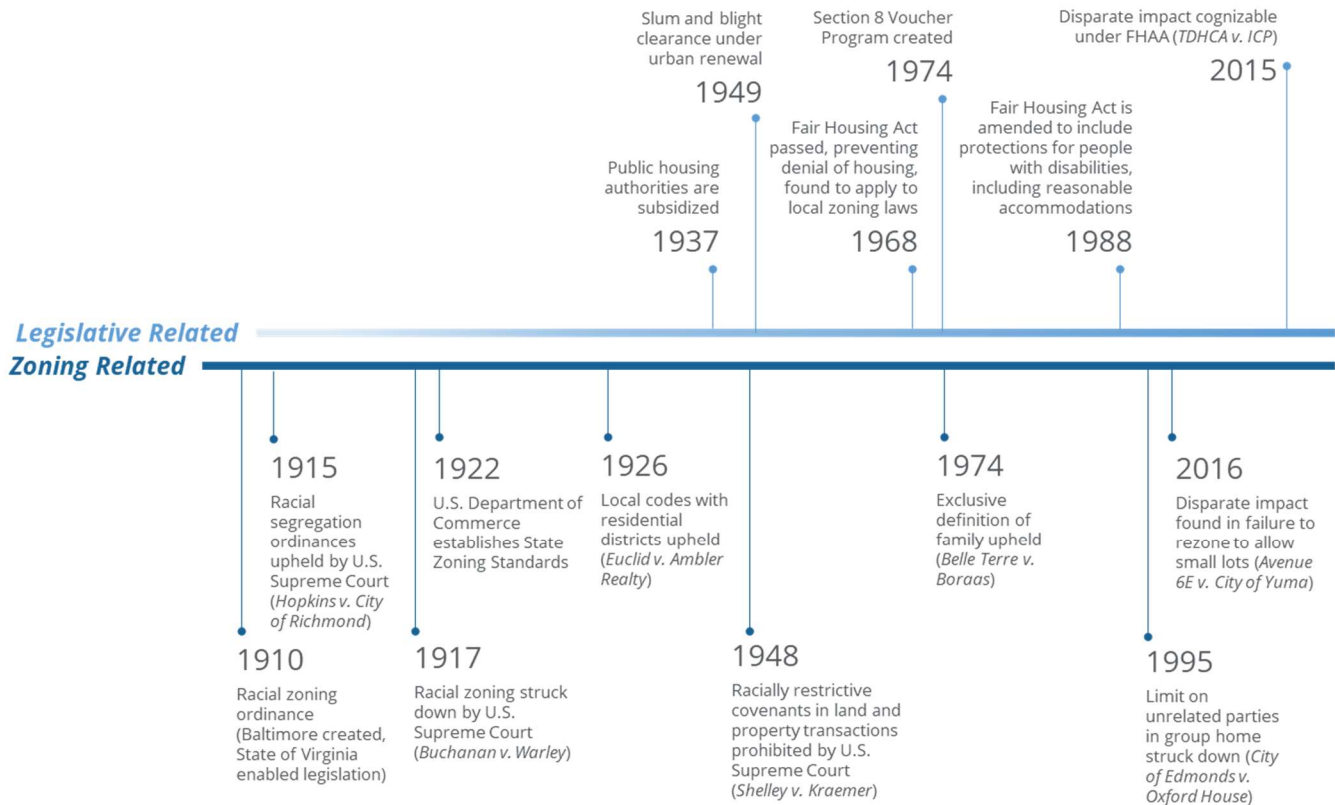 Slum and blight
clearance under
urban renewal
1949
Section 8 Voucher
Program created
1974
Disparate impact cognizable
under FHAA (TDHCA v. ICP)
2015
Public housing
authorities are
subsidized
1937
Fair Housing Act
passed, preventing
denial of housing,
found to apply to
local zoning laws
1968
Fair Housing Act is
amended to include
protections for people
with disabilities,
including reasonable
accommodations
1988
Legislative Related
Zoning Related
1915
Racial
segregation
ordinances
upheld by U.S.
Supreme Court
(Hopkins v. City
of Richmond)
1922
U.S. Department of
Commerce
establishes State
Zoning Standards
1926
Local codes with
residential
districts upheld
(Euclid v. Ambler
Realty)
1974
Exclusive
definition of
family upheld
(Belle Terre v.
Boraas)
2016
Disparate impact
found in failure to
rezone to allow
small lots (Avenue
6E v. City of Yuma)
1910
Racial zoning
ordinance
(Baltimore created,
State of Virginia
enabled legislation)
1917
Racial zoning struck
down by U.S.
Supreme Court
(Buchanan v. Warley)
1948
Racially restrictive
covenants in land and
property transactions
prohibited by U.S.
Supreme Court
(Shelley v. Kraemer)
1995
Limit on
unrelated parties
in group home
struck down (City
of Edmonds v.
Oxford House)